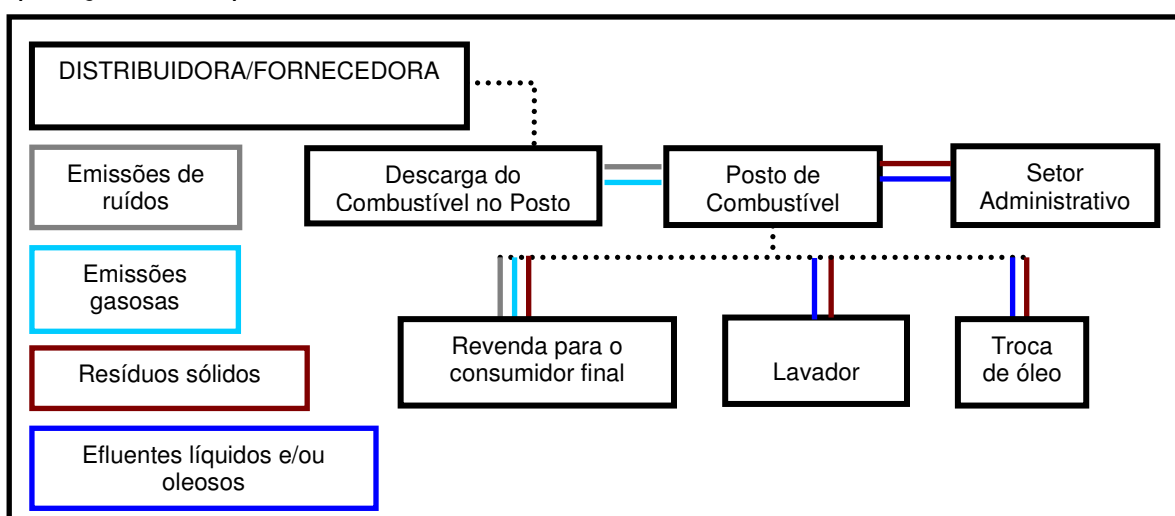 DISTRIBUIDORA/FORNECEDORA
Emissões de
ruídos
Descarga do
Combustível no Posto
Posto de
Combustível
Setor
Administrativo
Emissões
gasosas
Revenda para o
consumidor final
Lavador
Troca
de óleo
Resíduos sólidos
Efluentes líquidos e/ou
oleosos